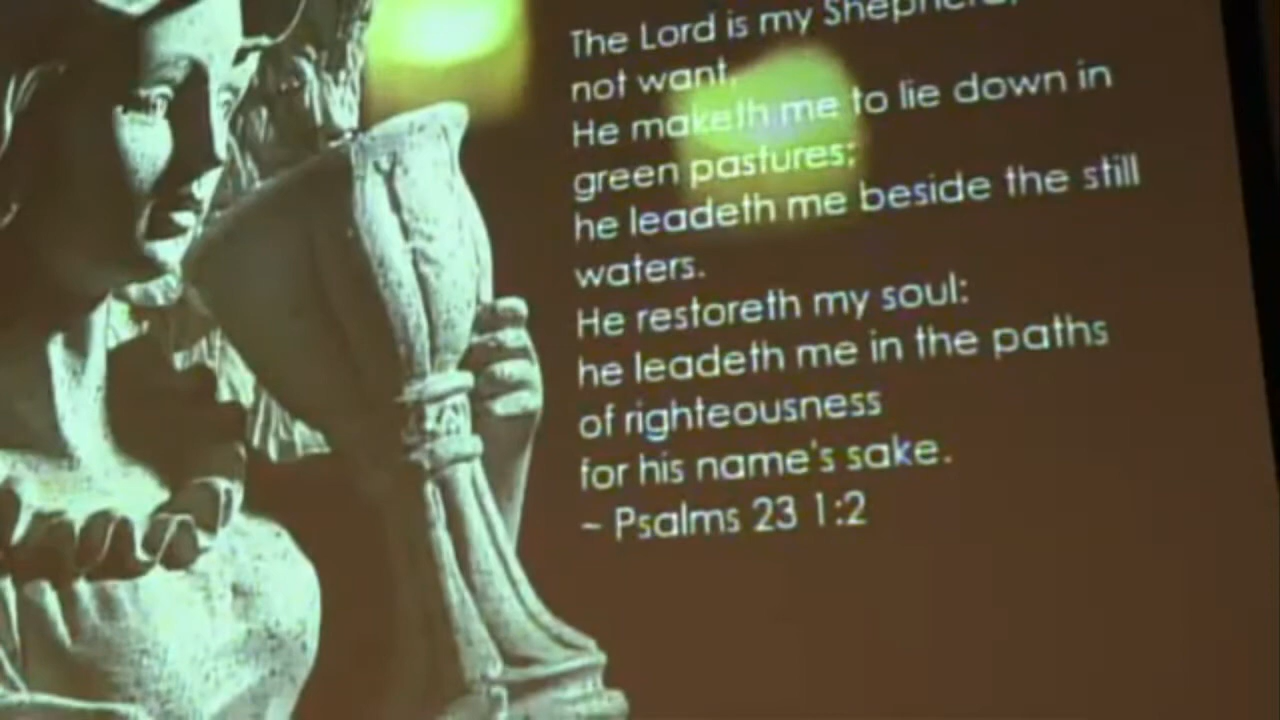 The Lord is my Shepherd,
not want.
He maketh me to lie down in
green pastures:
he leadeth me beside the still
waters.
He restoreth my soul:
he leadeth me in the paths
of righteousness
for his name's sake.
~ Psalms 23 1:2